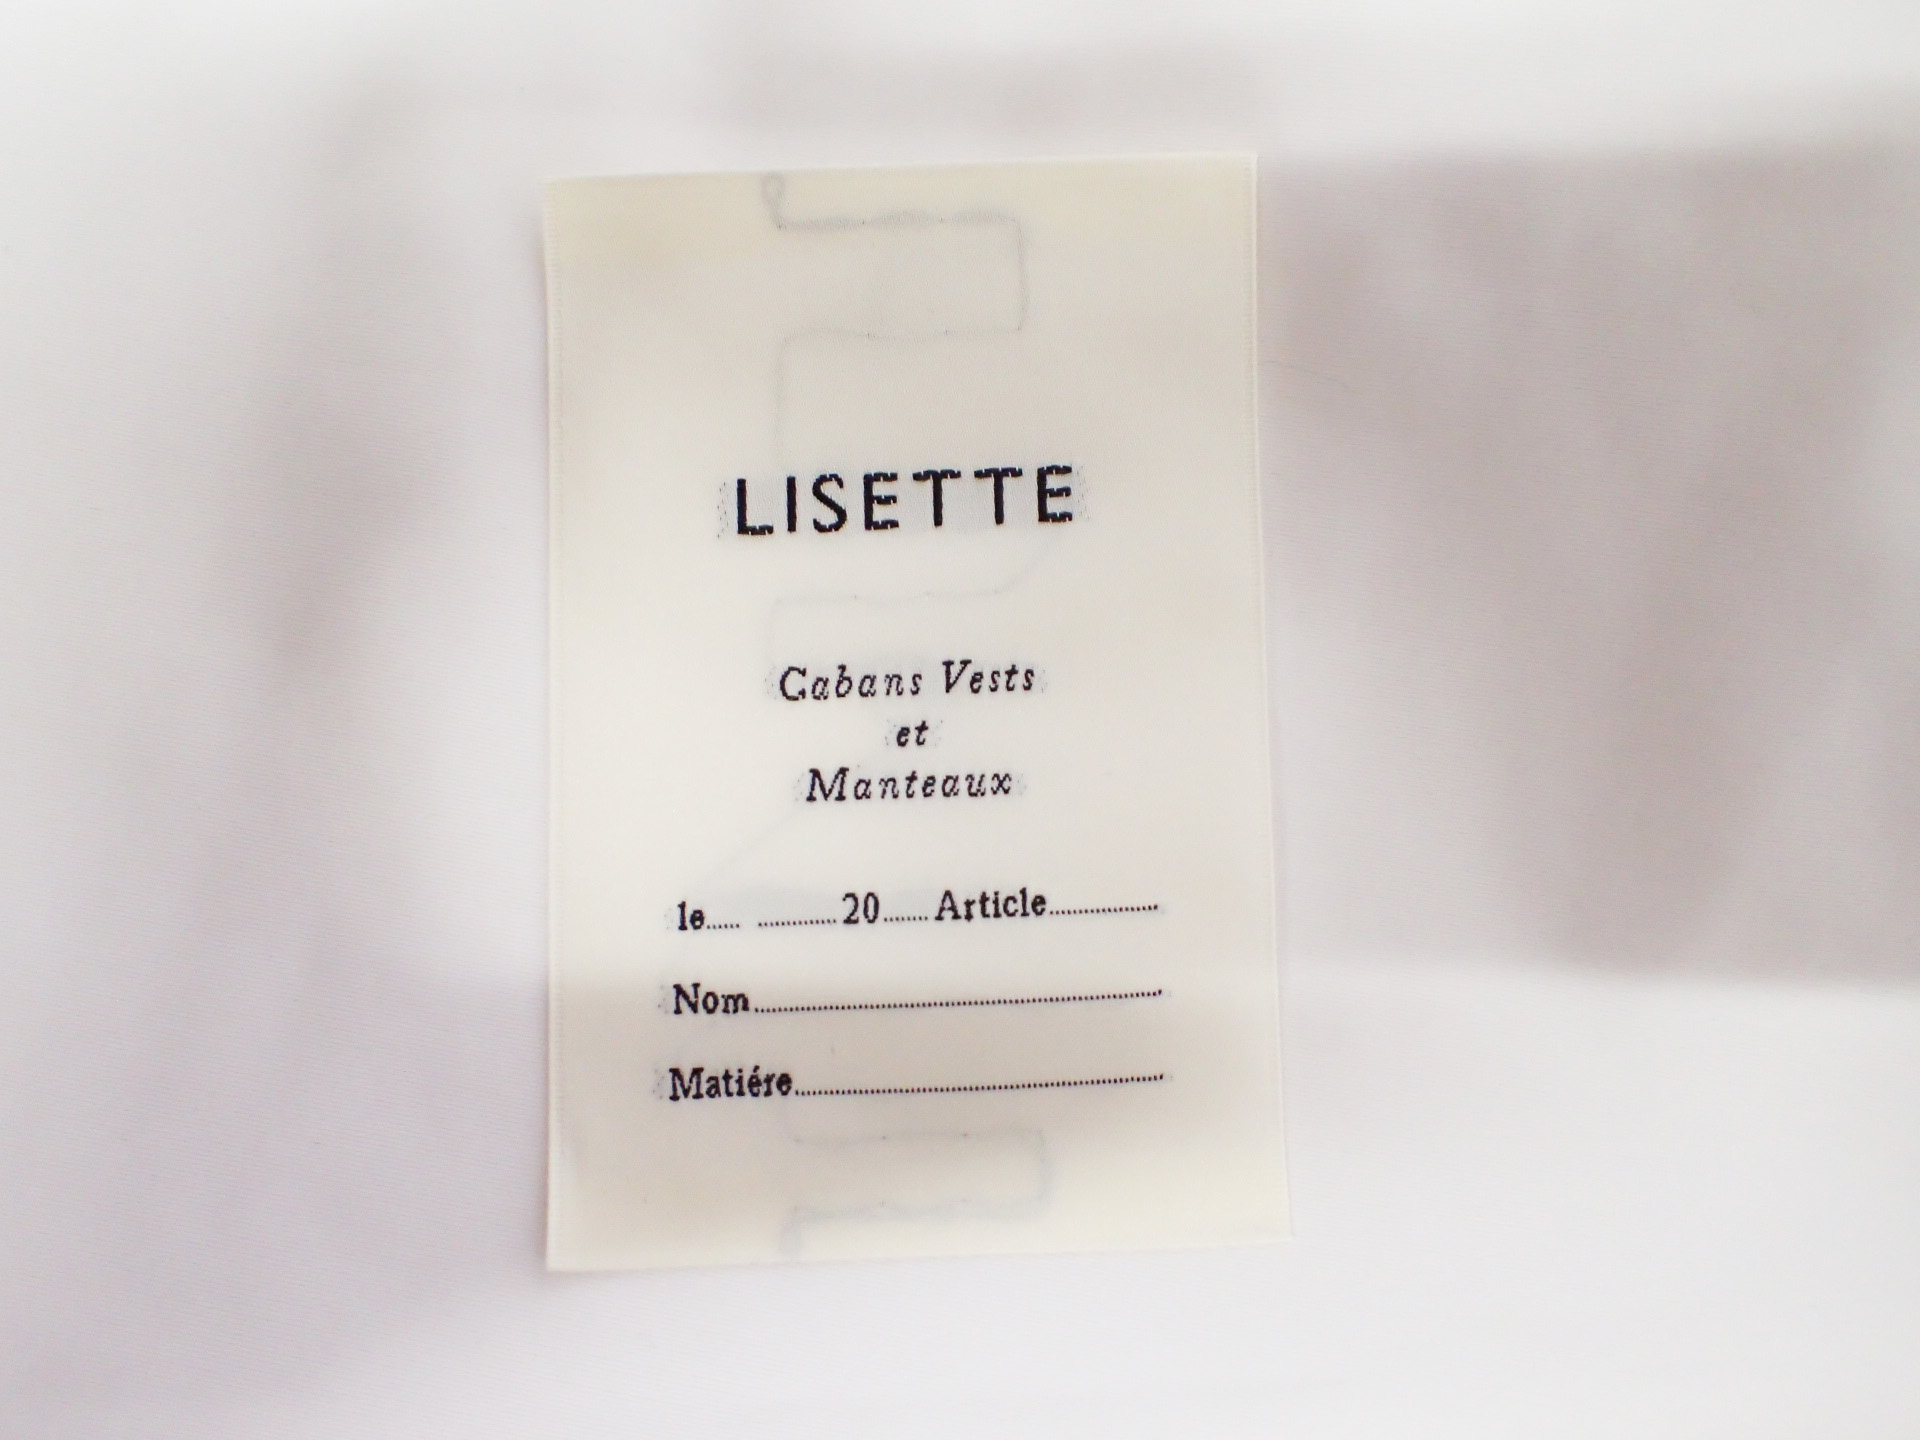 LISETTE
Cabans Vests
et
Manteaux
le..... ............20....... Article.................
Nom................................................................
Matiére..........................................................